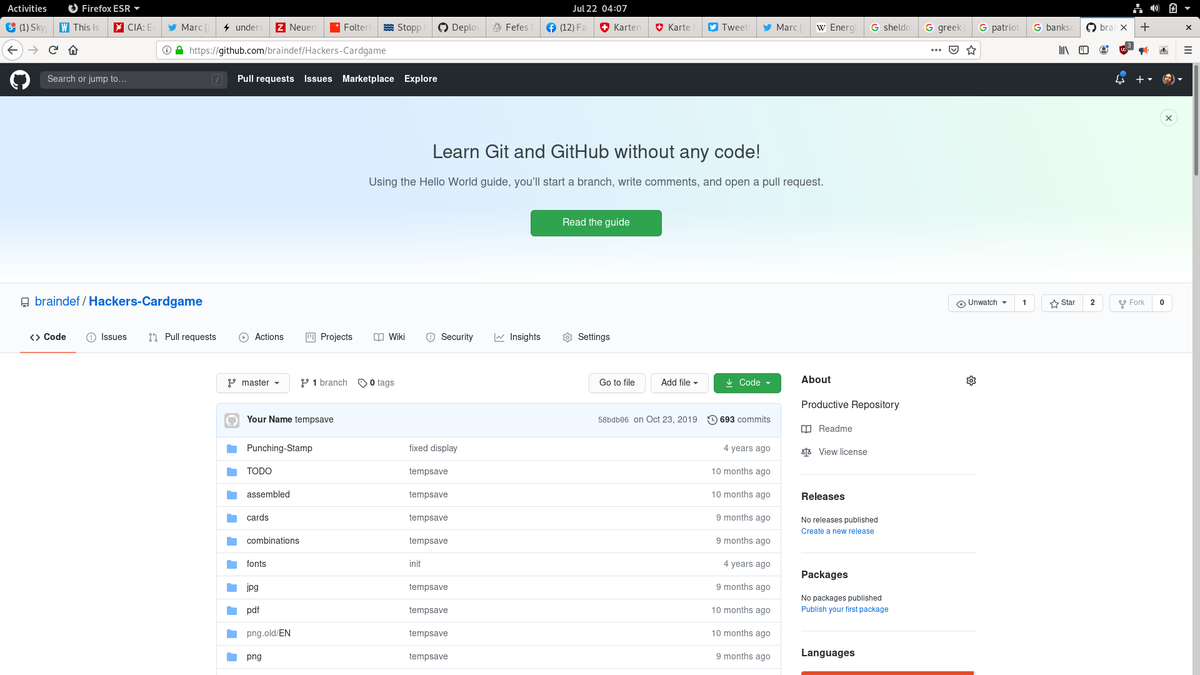 Activities Firefox ESR Jul 22 04:07
(1) Sky This Is CIA: E Marc [ unders Neuen Folter Stopp Deplo Fefes (12) Fa Karten Karte Tweet Marc [ Energi sheldo greek patriot banks brai
https://github.com/braindef/Hackers-Cardgame
Search or jump to… / Pull requests Issues Marketplace Explore
Learn Git and GitHub without any code!
Using the Hello World guide, you’ll start a branch, write comments, and open a pull request.
Read the guide
braindef / Hackers-Cardgame Unwatch 1 Star 2 Fork 0
Code Issues Pull requests Actions Projects Wiki Security Insights Settings
master 1 branch 0 tags Go to file Add file Code
Your Name tempsave 58bdb06 on Oct 23, 2019 693 commits
Punching-Stamp fixed display 4 years ago
TODO tempsave 10 months ago
assembled tempsave 10 months ago
cards tempsave 9 months ago
combinations tempsave 9 months ago
fonts init 4 years ago
jpg tempsave 9 months ago
pdf tempsave 10 months ago
png.old/EN tempsave 10 months ago
png tempsave 9 months ago
About
Productive Repository
Readme
View license
Releases
No releases published
Create a new release
Packages
No packages published
Publish your first package
Languages